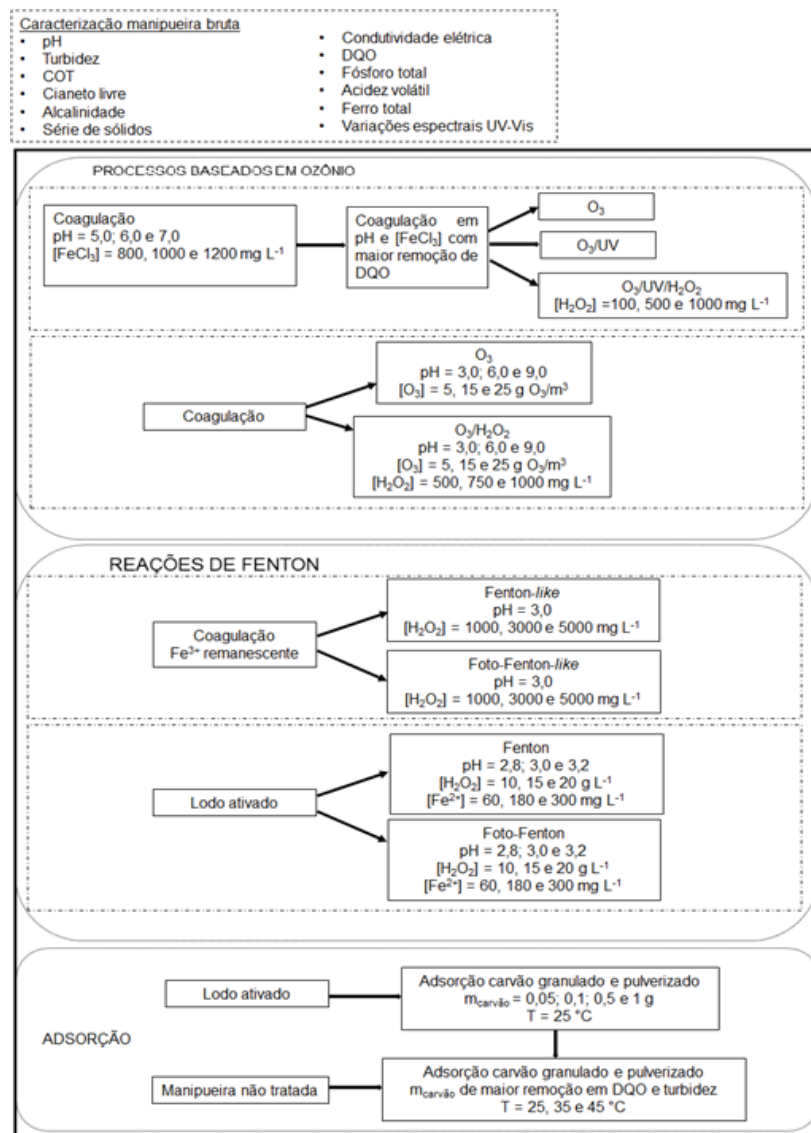 Caracterização manipueira bruta
• pH
• Turbidez
• COT
• Cianeto livre
• Alcalinidade
• Série de sólidos
• Condutividade elétrica
• DQO
• Fósforo total
• Acidez volátil
• Ferro total
• Variações espectrais UV-Vis
PROCESSOS BASEADOS EM OZÔNIO
Coagulação
pH = 5,0; 6,0 e 7,0
[FeCl₃] = 800, 1000 e 1200 mg L⁻¹
Coagulação em
pH e [FeCl₃] com
maior remoção de
DQO
O₃
O₃/UV
O₃/UV/H₂O₂
[H₂O₂] =100, 500 e 1000 mg L⁻¹
Coagulação
O₃
pH = 3,0; 6,0 e 9,0
[O₃] = 5, 15 e 25 g O₃/m³
O₃/H₂O₂
pH = 3,0; 6,0 e 9,0
[O₃] = 5, 15 e 25 g O₃/m³
[H₂O₂] = 500, 750 e 1000 mg L⁻¹
REAÇÕES DE FENTON
Coagulação
Fe³⁺ remanescente
Fenton-like
pH = 3,0
[H₂O₂] = 1000, 3000 e 5000 mg L⁻¹
Foto-Fenton-like
pH = 3,0
[H₂O₂] = 1000, 3000 e 5000 mg L⁻¹
Lodo ativado
Fenton
pH = 2,8; 3,0 e 3,2
[H₂O₂] = 10, 15 e 20 g L⁻¹
[Fe²⁺] = 60, 180 e 300 mg L⁻¹
Foto-Fenton
pH = 2,8; 3,0 e 3,2
[H₂O₂] = 10, 15 e 20 g L⁻¹
[Fe²⁺] = 60, 180 e 300 mg L⁻¹
ADSORÇÃO
Lodo ativado
Adsorção carvão granulado e pulverizado
m carvão = 0,05; 0,1; 0,5 e 1 g
T = 25 °C
Manipueira não tratada
Adsorção carvão granulado e pulverizado
m carvão de maior remoção em DQO e turbidez
T = 25, 35 e 45 °C